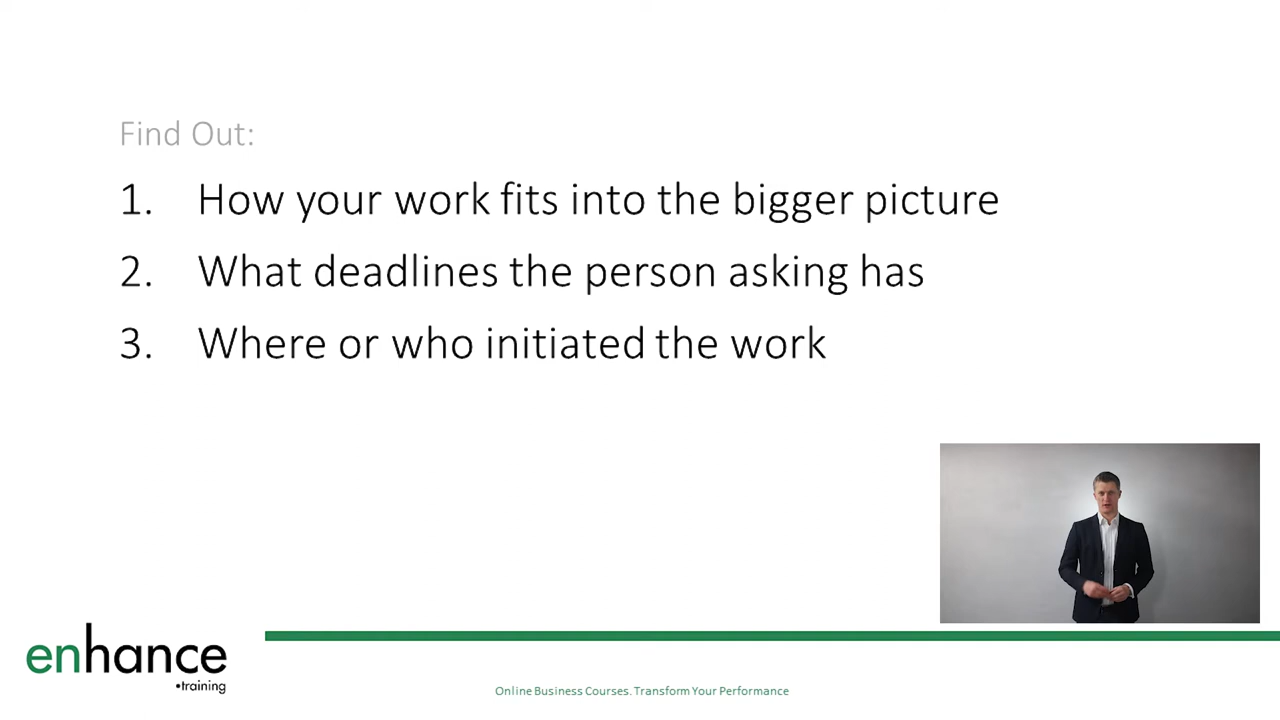 Find Out:
1. How your work fits into the bigger picture
2. What deadlines the person asking has
3. Where or who initiated the work
enhance
•training
Online Business Courses. Transform Your Performance